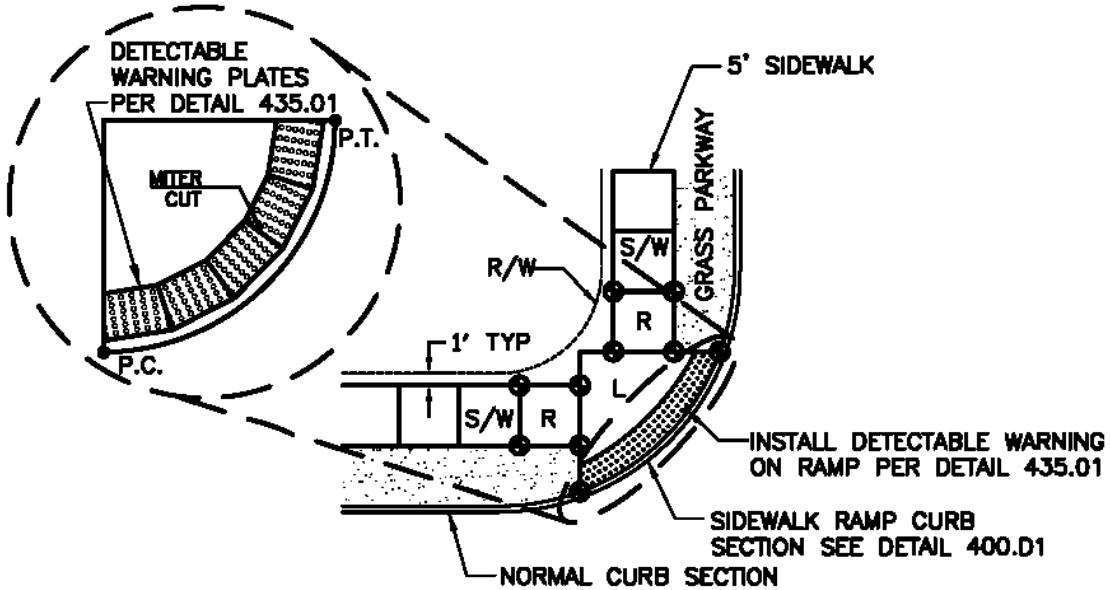 DETECTABLE
WARNING PLATES
PER DETAIL 435.01
P.T.
MITER
CUT
P.C.
5' SIDEWALK
GRASS PARKWAY
S/W
R/W
R
1' TYP
L
S/W
R
INSTALL DETECTABLE WARNING
ON RAMP PER DETAIL 435.01
SIDEWALK RAMP CURB
SECTION SEE DETAIL 400.D1
NORMAL CURB SECTION